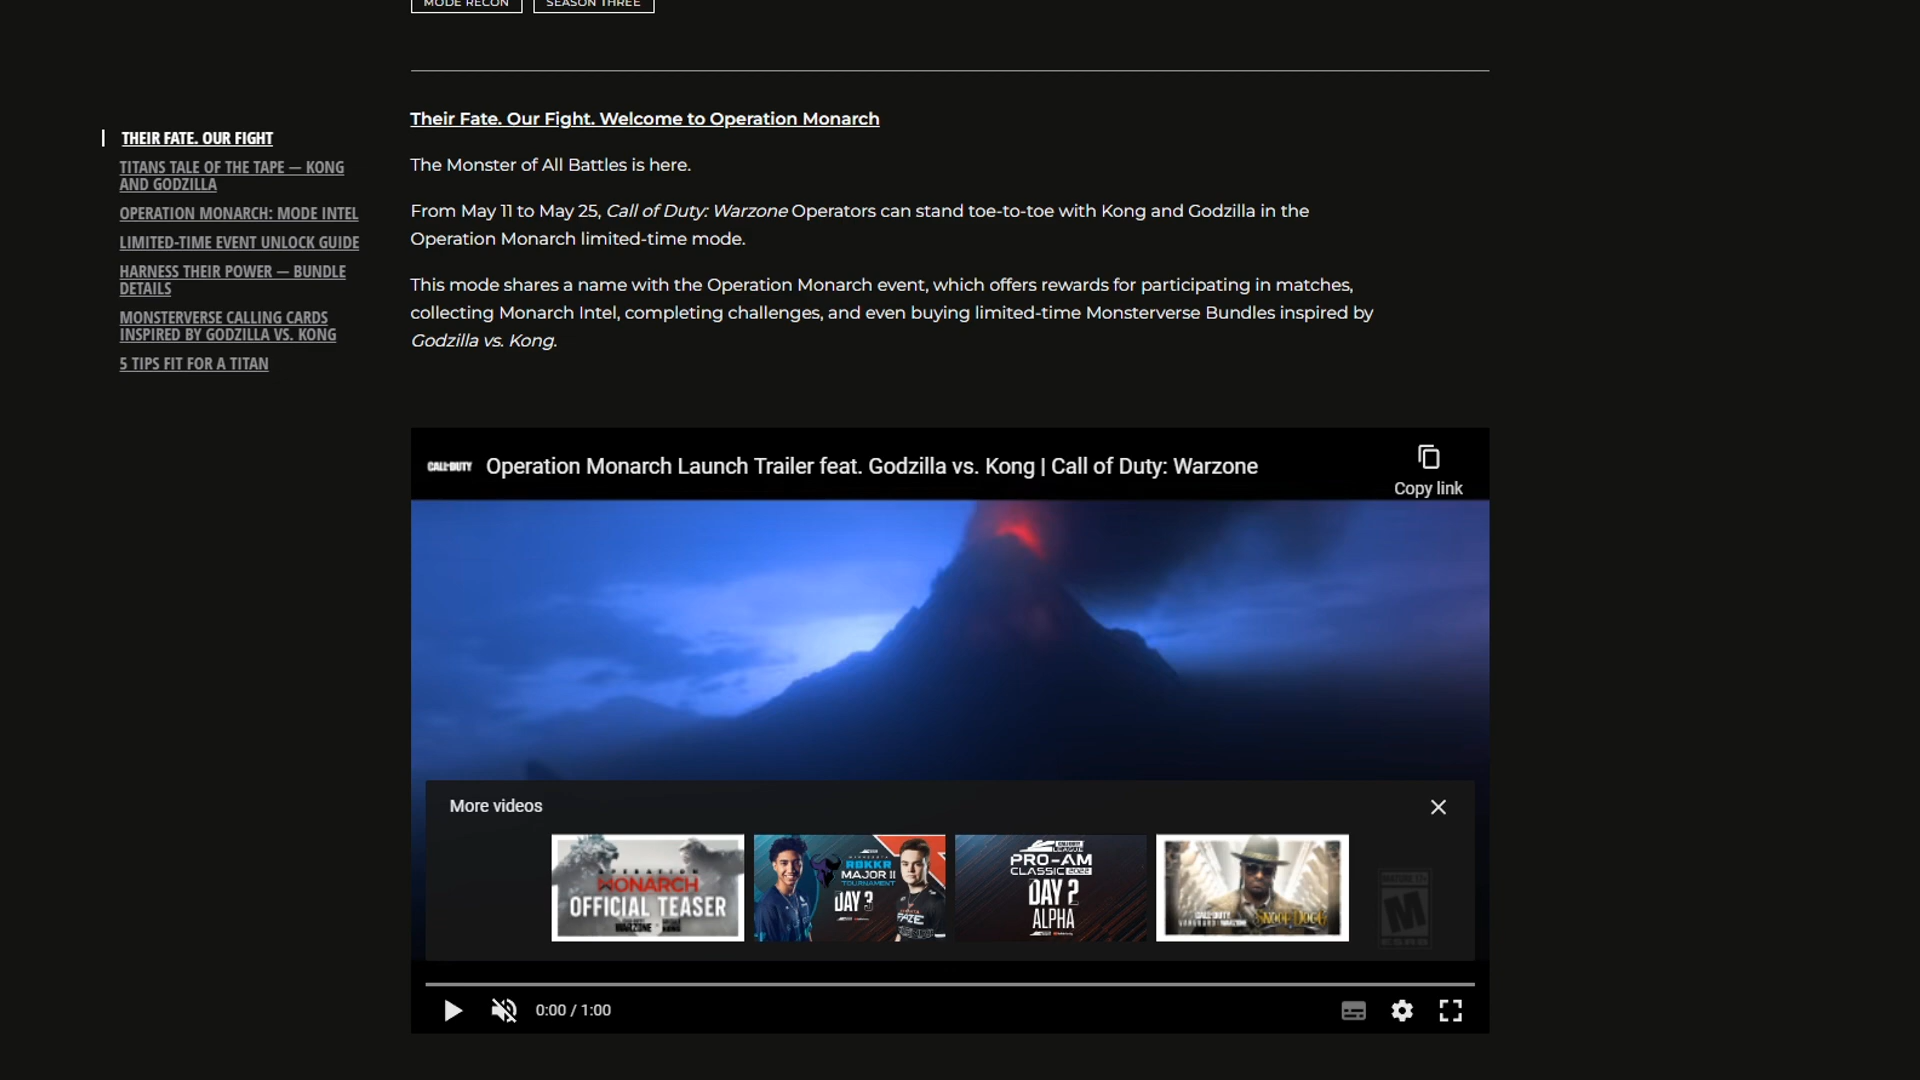 MODE RECON
SEASON THREE
THEIR FATE. OUR FIGHT
TITANS TALE OF THE TAPE — KONG
AND GODZILLA
OPERATION MONARCH: MODE INTEL
LIMITED-TIME EVENT UNLOCK GUIDE
HARNESS THEIR POWER — BUNDLE
DETAILS
MONSTERVERSE CALLING CARDS
INSPIRED BY GODZILLA VS. KONG
5 TIPS FIT FOR A TITAN
Their Fate. Our Fight. Welcome to Operation Monarch
The Monster of All Battles is here.
From May 11 to May 25, Call of Duty: Warzone Operators can stand toe-to-toe with Kong and Godzilla in the
Operation Monarch limited-time mode.
This mode shares a name with the Operation Monarch event, which offers rewards for participating in matches,
collecting Monarch Intel, completing challenges, and even buying limited-time Monsterverse Bundles inspired by
Godzilla vs. Kong.
CALL OF DUTY
Operation Monarch Launch Trailer feat. Godzilla vs. Kong | Call of Duty: Warzone
Copy link
More videos
OPERATION
MONARCH
OFFICIAL TEASER
WARZONE
RØKKR
MAJOR II
TOURNAMENT
DAY 3
FAZE
PRO-AM
CLASSIC 2022
DAY 2
ALPHA
CALL OF DUTY
SNOOP DOGG
MATURE 17+
M
0:00 / 1:00